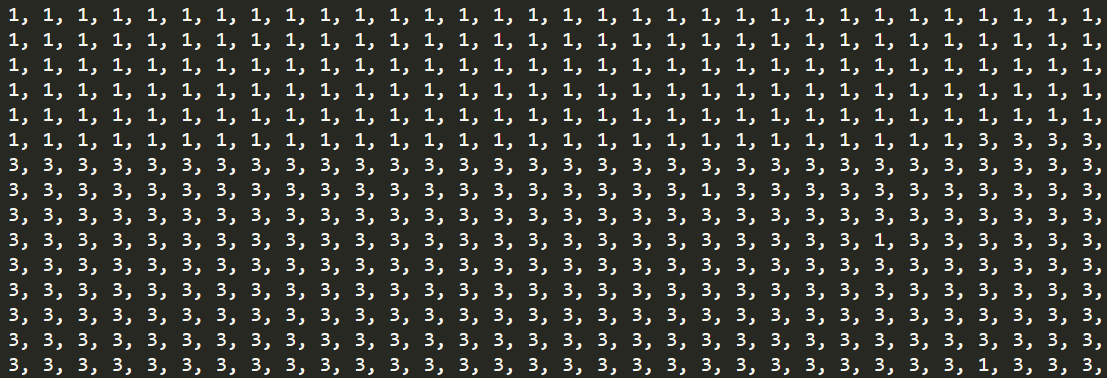 1, 1, 1, 1, 1, 1, 1, 1, 1, 1, 1, 1, 1, 1, 1, 1, 1, 1, 1, 1, 1, 1, 1, 1, 1, 1, 1, 1, 1, 1, 1, 1,
1, 1, 1, 1, 1, 1, 1, 1, 1, 1, 1, 1, 1, 1, 1, 1, 1, 1, 1, 1, 1, 1, 1, 1, 1, 1, 1, 1, 1, 1, 1, 1,
1, 1, 1, 1, 1, 1, 1, 1, 1, 1, 1, 1, 1, 1, 1, 1, 1, 1, 1, 1, 1, 1, 1, 1, 1, 1, 1, 1, 1, 1, 1, 1,
1, 1, 1, 1, 1, 1, 1, 1, 1, 1, 1, 1, 1, 1, 1, 1, 1, 1, 1, 1, 1, 1, 1, 1, 1, 1, 1, 1, 1, 1, 1, 1,
1, 1, 1, 1, 1, 1, 1, 1, 1, 1, 1, 1, 1, 1, 1, 1, 1, 1, 1, 1, 1, 1, 1, 1, 1, 1, 1, 1, 1, 1, 1, 1,
1, 1, 1, 1, 1, 1, 1, 1, 1, 1, 1, 1, 1, 1, 1, 1, 1, 1, 1, 1, 1, 1, 1, 1, 1, 1, 1, 1, 3, 3, 3, 3,
3, 3, 3, 3, 3, 3, 3, 3, 3, 3, 3, 3, 3, 3, 3, 3, 3, 3, 3, 3, 3, 3, 3, 3, 3, 3, 3, 3, 3, 3, 3, 3,
3, 3, 3, 3, 3, 3, 3, 3, 3, 3, 3, 3, 3, 3, 3, 3, 3, 3, 3, 3, 1, 3, 3, 3, 3, 3, 3, 3, 3, 3, 3, 3,
3, 3, 3, 3, 3, 3, 3, 3, 3, 3, 3, 3, 3, 3, 3, 3, 3, 3, 3, 3, 3, 3, 3, 3, 3, 3, 3, 3, 3, 3, 3, 3,
3, 3, 3, 3, 3, 3, 3, 3, 3, 3, 3, 3, 3, 3, 3, 3, 3, 3, 3, 3, 3, 3, 3, 3, 3, 1, 3, 3, 3, 3, 3, 3,
3, 3, 3, 3, 3, 3, 3, 3, 3, 3, 3, 3, 3, 3, 3, 3, 3, 3, 3, 3, 3, 3, 3, 3, 3, 3, 3, 3, 3, 3, 3, 3,
3, 3, 3, 3, 3, 3, 3, 3, 3, 3, 3, 3, 3, 3, 3, 3, 3, 3, 3, 3, 3, 3, 3, 3, 3, 3, 3, 3, 3, 3, 3, 3,
3, 3, 3, 3, 3, 3, 3, 3, 3, 3, 3, 3, 3, 3, 3, 3, 3, 3, 3, 3, 3, 3, 3, 3, 3, 3, 3, 3, 3, 3, 3, 3,
3, 3, 3, 3, 3, 3, 3, 3, 3, 3, 3, 3, 3, 3, 3, 3, 3, 3, 3, 3, 3, 3, 3, 3, 3, 3, 3, 3, 3, 3, 3, 3,
3, 3, 3, 3, 3, 3, 3, 3, 3, 3, 3, 3, 3, 3, 3, 3, 3, 3, 3, 3, 3, 3, 3, 3, 3, 3, 3, 3, 1, 3, 3, 3,